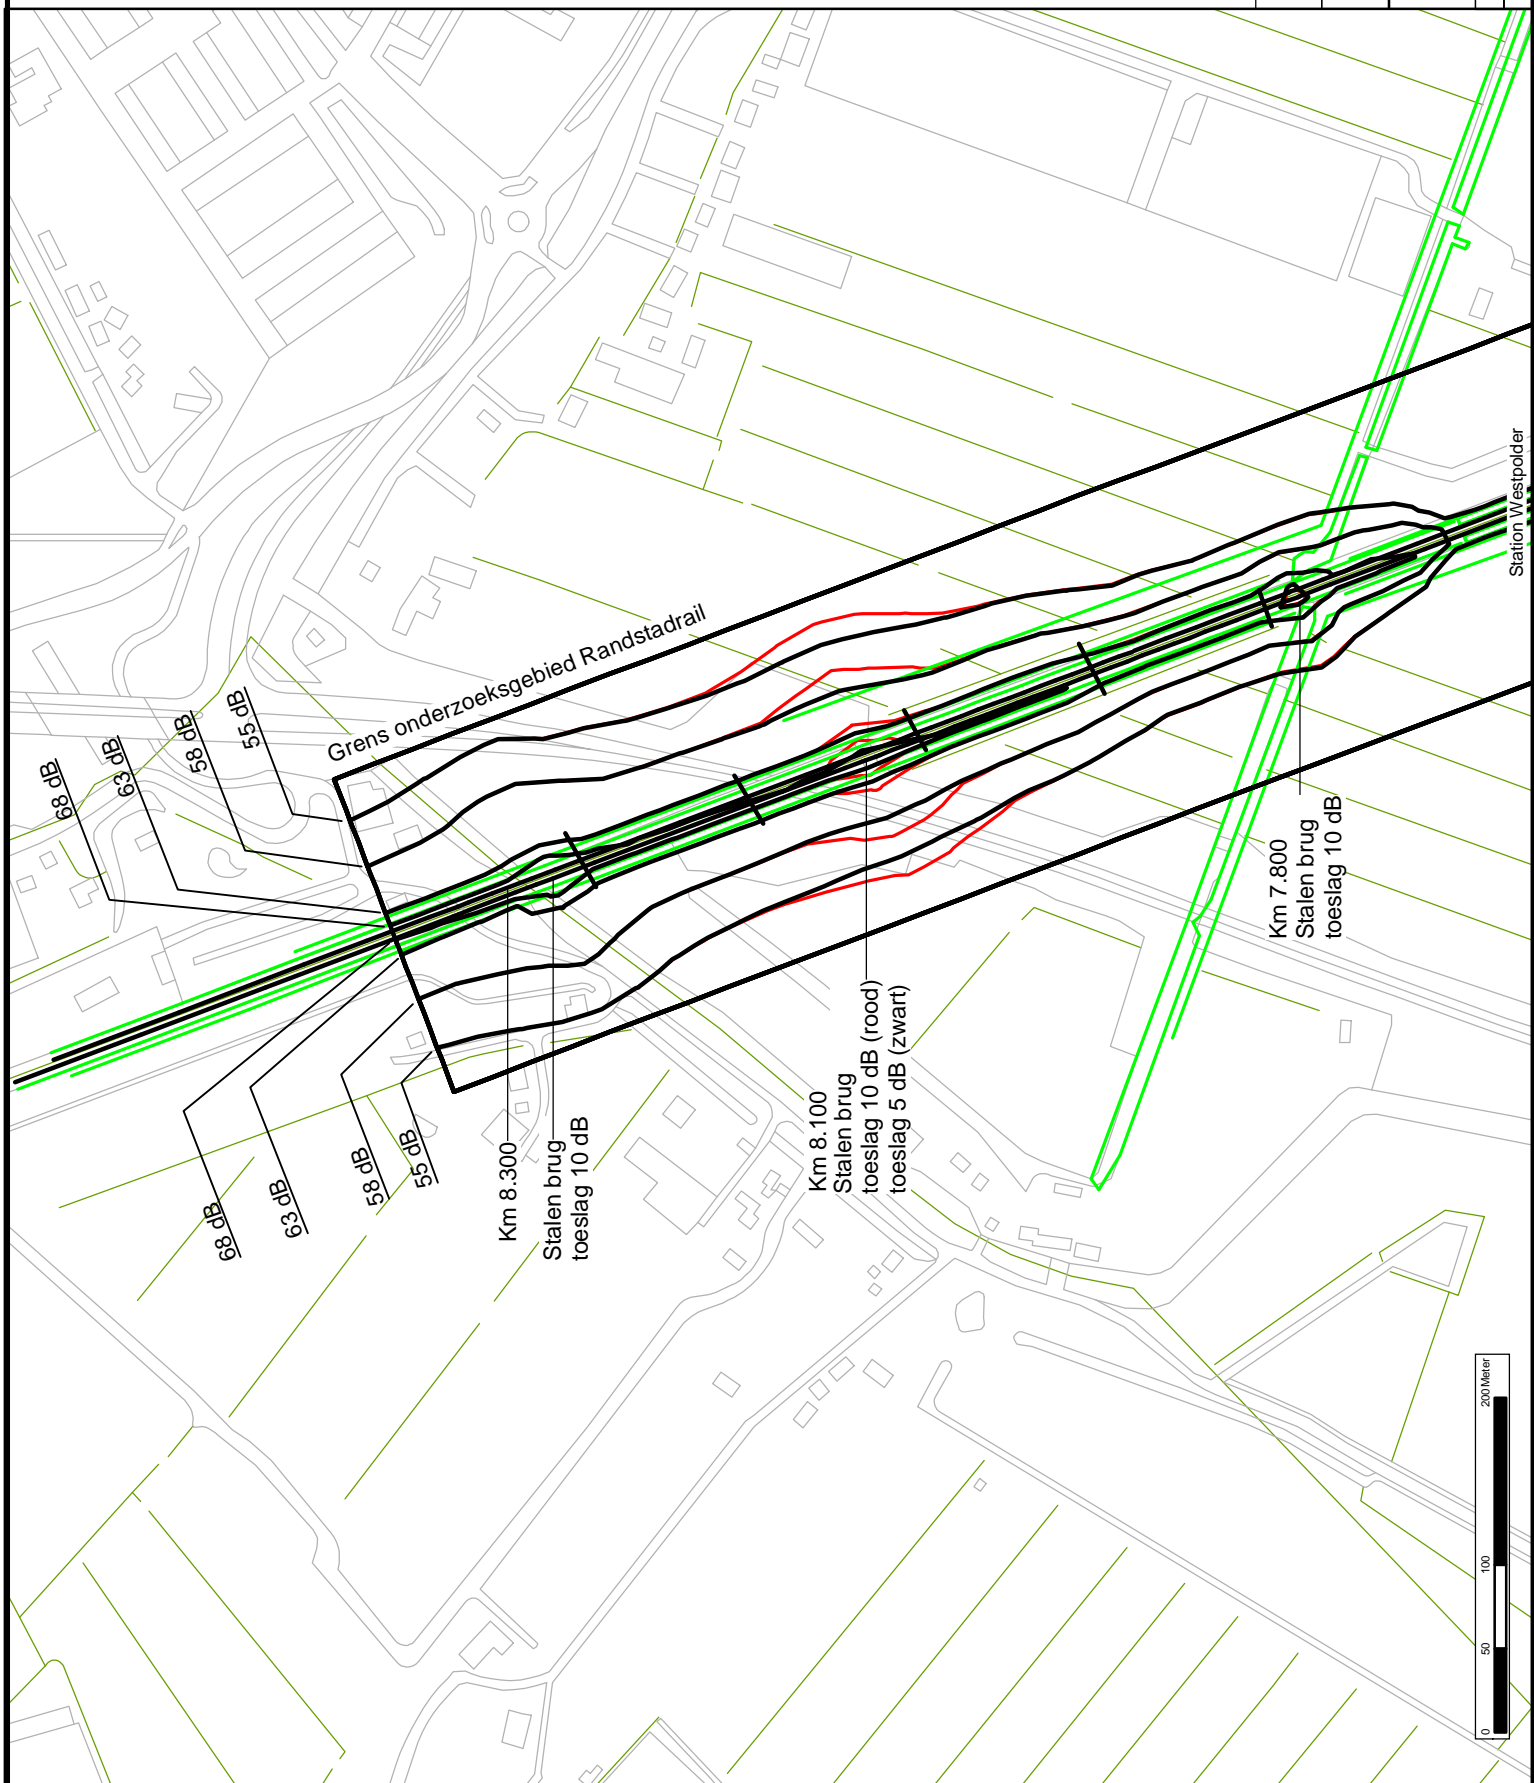 68 dB
63 dB
58 dB
55 dB
Grens onderzoeksgebied Randstadrail
Station Westpolder
68 dB
63 dB
58 dB
55 dB
Km 8.300
Stalen brug
toeslag 10 dB
Km 8.100
Stalen brug
toeslag 10 dB (rood)
toeslag 5 dB (zwart)
Km 7.800
Stalen brug
toeslag 10 dB
0
50
100
200 Meter